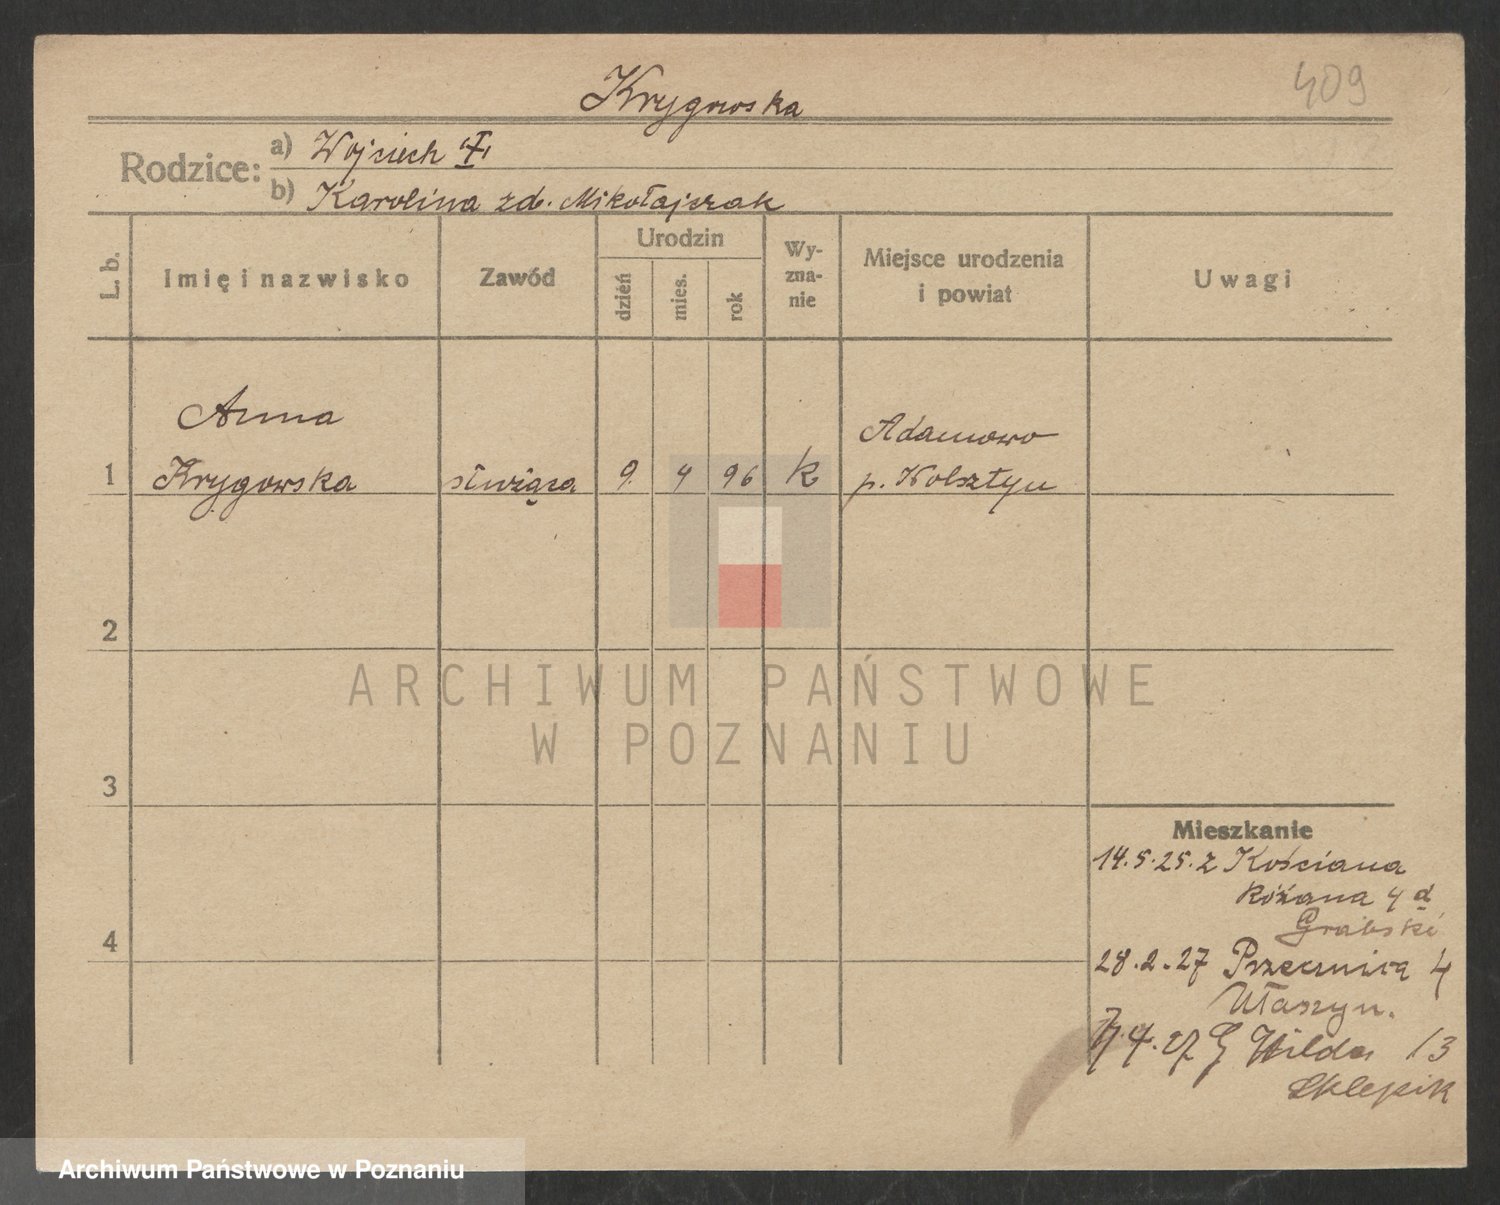 409
Krygowska
Rodzice: a) Wojciech
b) Karolina zd. Mikołajczak
L. b.
Imię i nazwisko
Zawód
Urodzin
dzień
mies.
rok
Wy-
zna-
nie
Miejsce urodzenia
i powiat
Uwagi
Anna
Adamowo
1 Krygowska służąca 9. 4 96 k p. Wolsztyn
2
ARCHIWUM PAŃSTWOWE
W POZNANIU
3
Mieszkanie
14.5.25. z Kościana
Różana 4 d
Grabski
4
28.2.27 Przecznica 4
Ułaszyn.
4.27 G Wilda 13
Sklepik
Archiwum Państwowe w Poznaniu